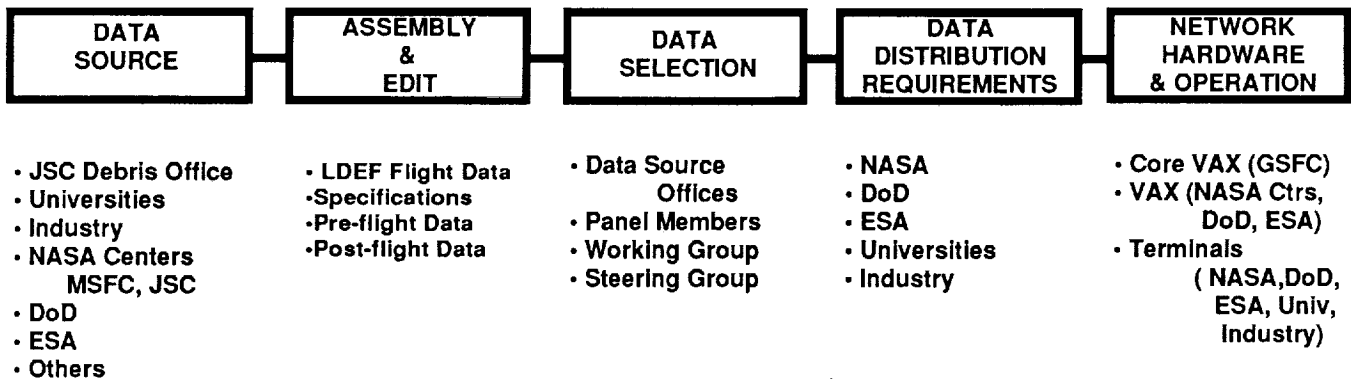 DATA
SOURCE
ASSEMBLY
&
EDIT
DATA
SELECTION
DATA
DISTRIBUTION
REQUIREMENTS
NETWORK
HARDWARE
& OPERATION
• JSC Debris Office
• Universities
• Industry
• NASA Centers
MSFC, JSC
• DoD
• ESA
• Others
• LDEF Flight Data
•Specifications
•Pre-flight Data
•Post-flight Data
• Data Source
Offices
• Panel Members
• Working Group
• Steering Group
• NASA
• DoD
• ESA
• Universities
• Industry
• Core VAX (GSFC)
• VAX (NASA Ctrs,
DoD, ESA)
• Terminals
( NASA,DoD,
ESA, Univ,
Industry)